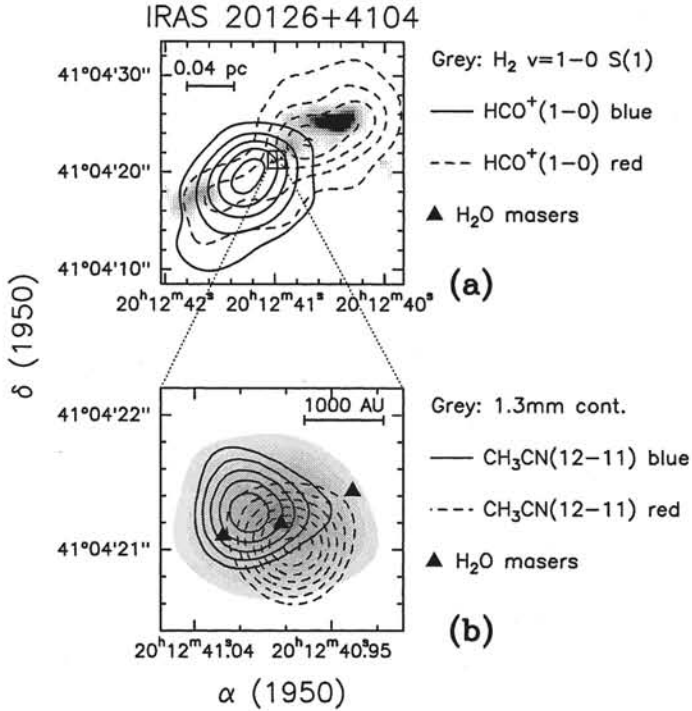 IRAS 20126+4104
41°04'30"
0.04 pc
41°04'20"
41°04'10"
20ʰ12ᵐ42ˢ 20ʰ12ᵐ41ˢ 20ʰ12ᵐ40ˢ
Grey: H₂ v=1−0 S(1)
HCO⁺(1−0) blue
HCO⁺(1−0) red
▲ H₂O masers
(a)
δ (1950)
41°04'22"
1000 AU
41°04'21"
20ʰ12ᵐ41ˢ.04 20ʰ12ᵐ40ˢ.95
α (1950)
Grey: 1.3mm cont.
CH₃CN(12−11) blue
CH₃CN(12−11) red
▲ H₂O masers
(b)